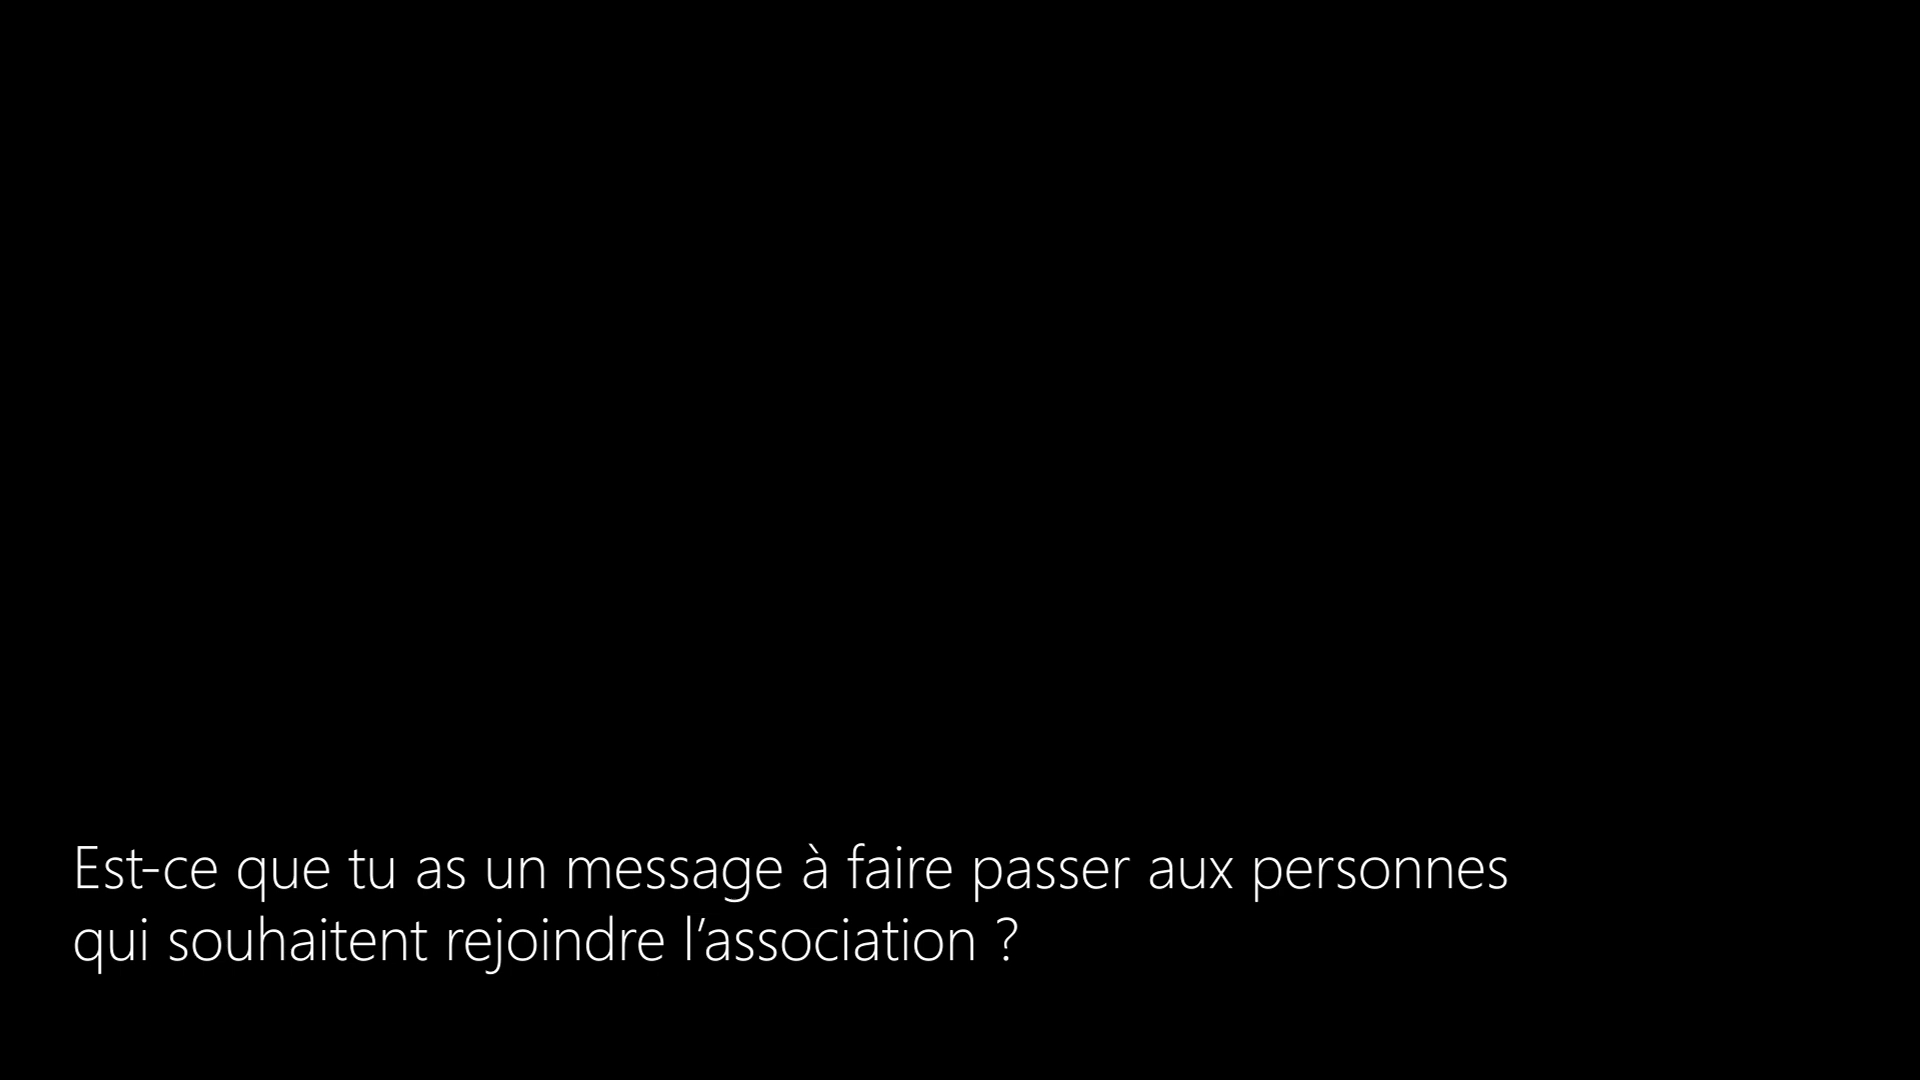 Est-ce que tu as un message à faire passer aux personnes
qui souhaitent rejoindre l’association ?